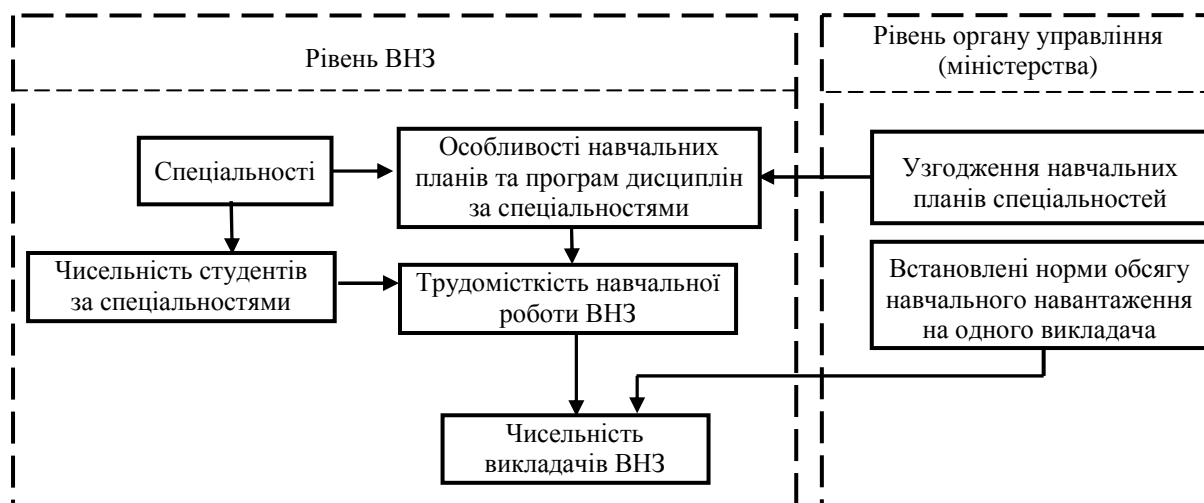 Рівень ВНЗ
Рівень органу управління
(міністерства)
Спеціальності
Особливості навчальних
планів та програм дисциплін
за спеціальностями
Узгодження навчальних
планів спеціальностей
Чисельність студентів
за спеціальностями
Трудомісткість навчальної
роботи ВНЗ
Встановлені норми обсягу
навчального навантаження
на одного викладача
Чисельність
викладачів ВНЗ